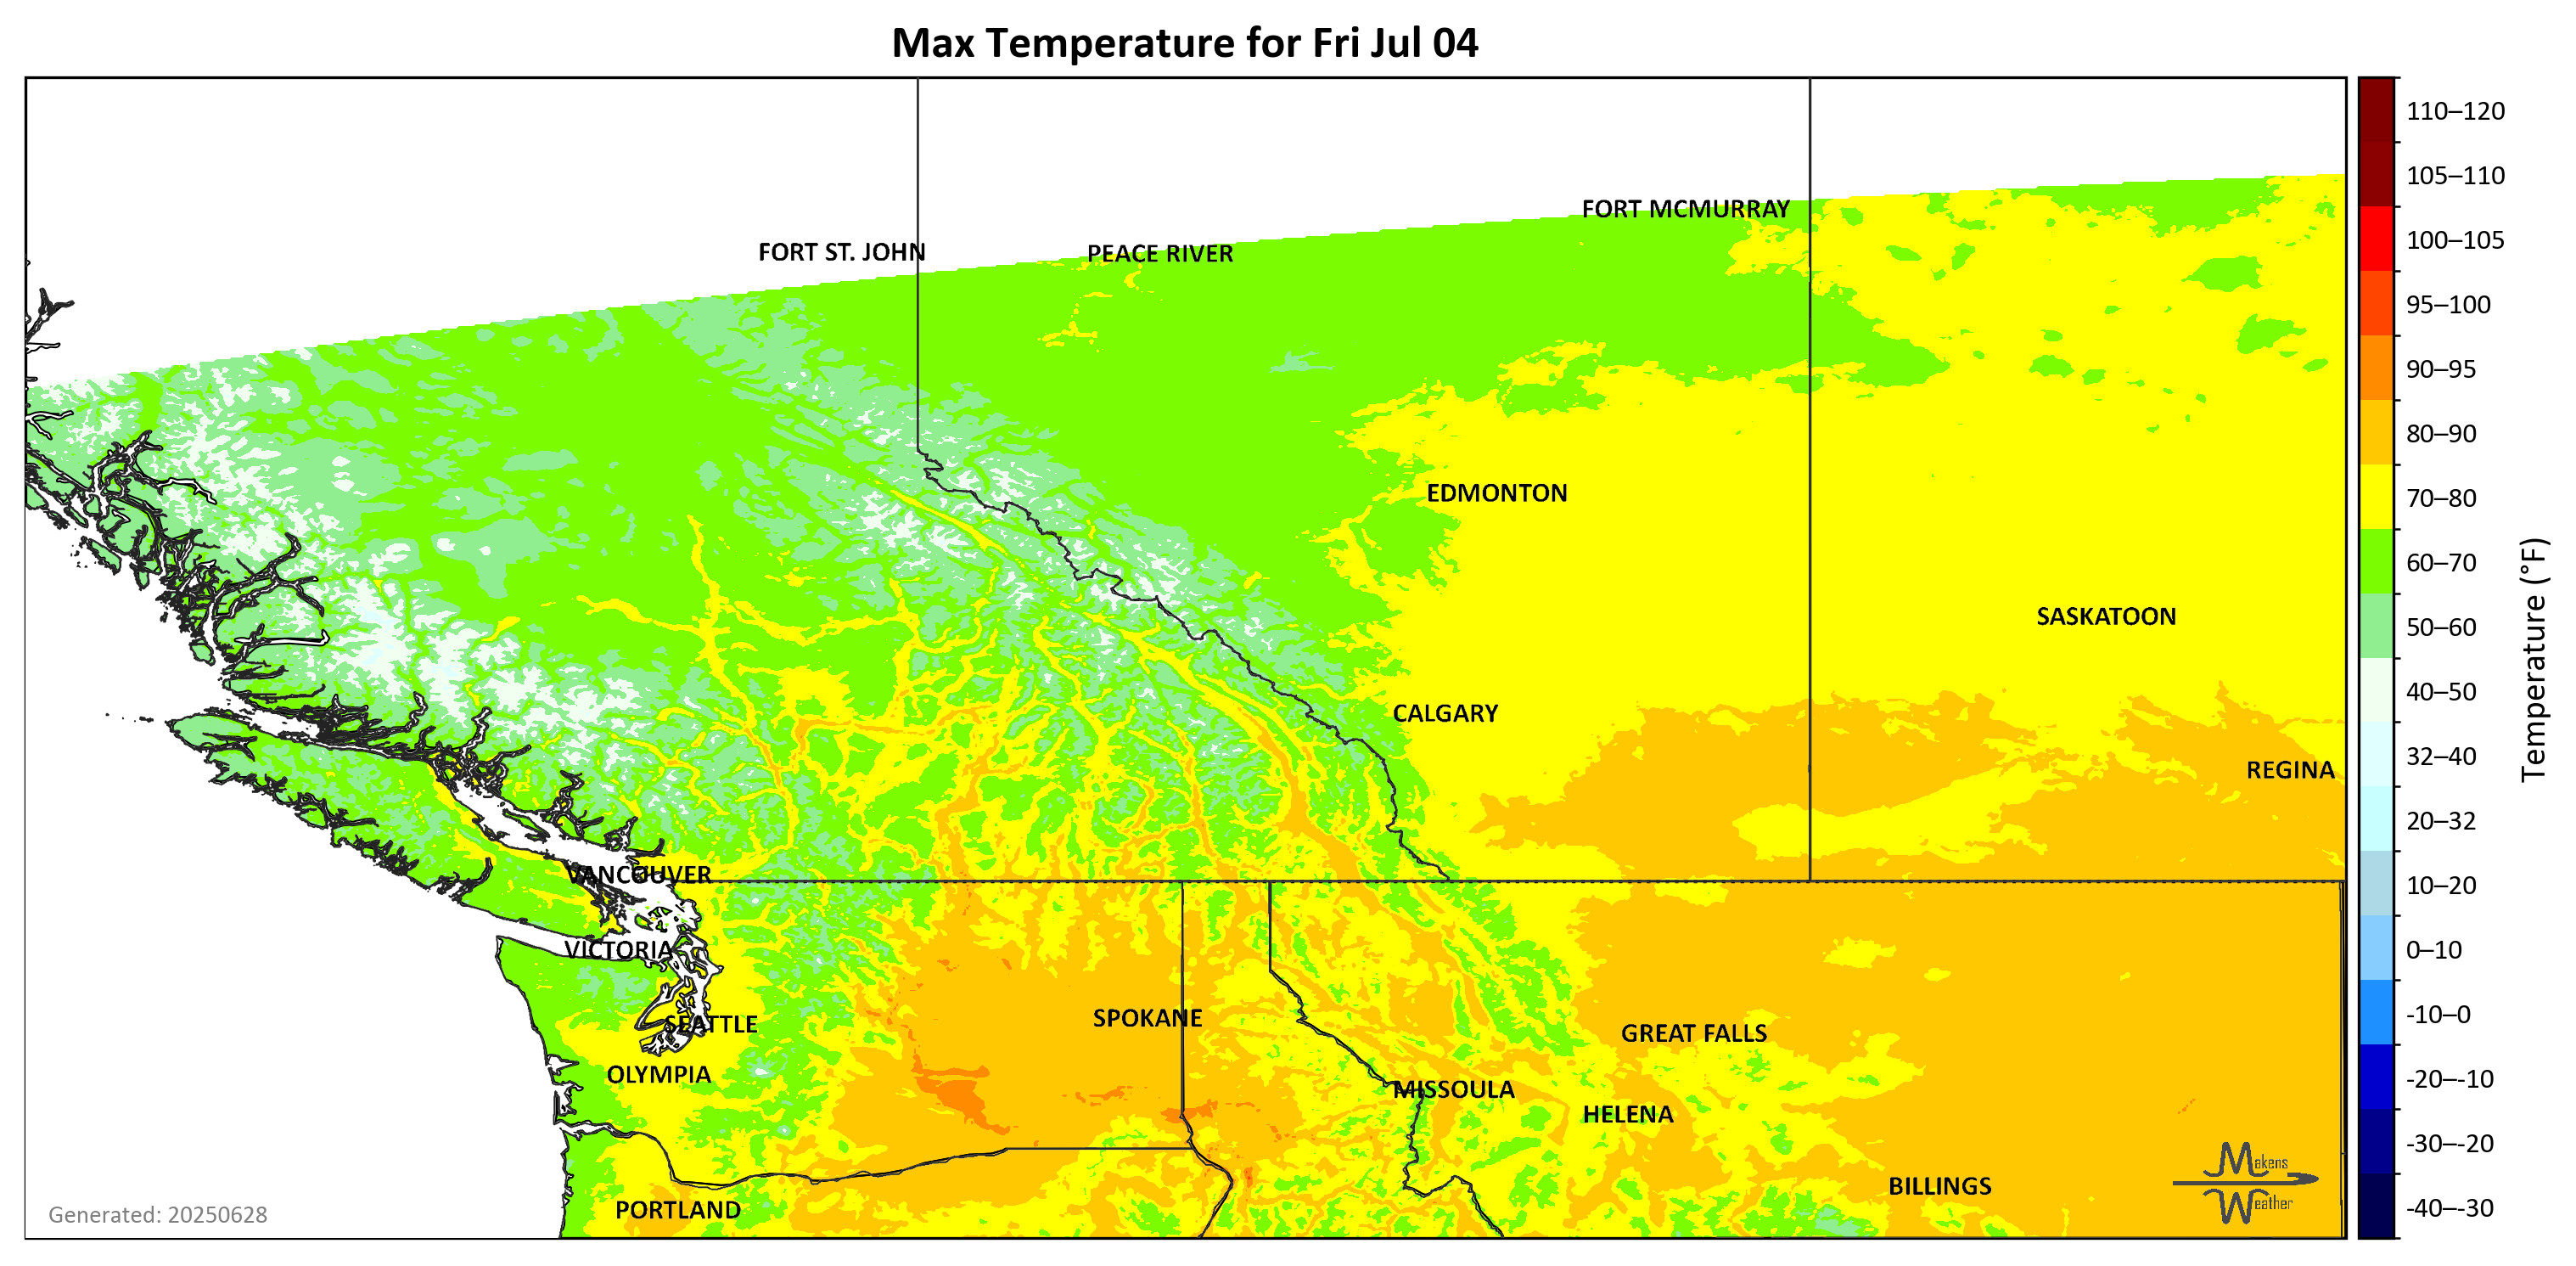 Max Temperature for Fri Jul 04
FORT MCMURRAY
FORT ST. JOHN
PEACE RIVER
EDMONTON
SASKATOON
CALGARY
REGINA
VANCOUVER
VICTORIA
SPOKANE
SEATTLE
GREAT FALLS
OLYMPIA
MISSOULA
HELENA
BILLINGS
PORTLAND
Makens
Weather
Generated: 20250628
110–120
105–110
100–105
95–100
90–95
80–90
70–80
60–70
50–60
40–50
32–40
20–32
10–20
0–10
-10–0
-20–-10
-30–-20
-40–-30
Temperature (°F)